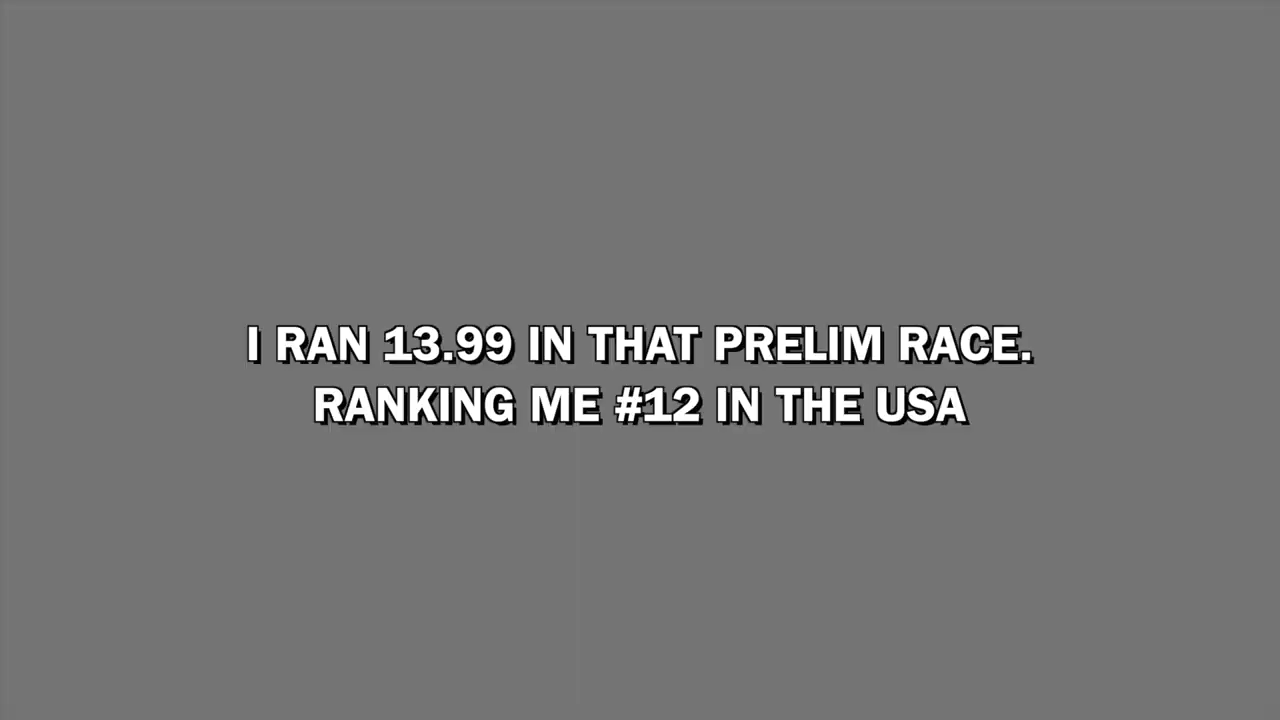 I RAN 13.99 IN THAT PRELIM RACE.
RANKING ME #12 IN THE USA